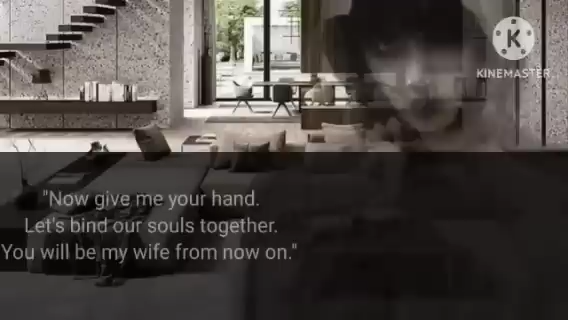 KINEMASTER
"Now give me your hand.
Let's bind our souls together.
You will be my wife from now on."